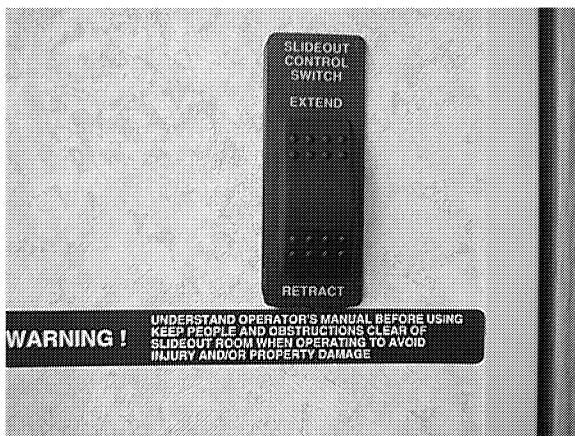 SLIDEOUT
CONTROL
SWITCH
EXTEND
RETRACT
WARNING !
UNDERSTAND OPERATOR'S MANUAL BEFORE USING
KEEP PEOPLE AND OBSTRUCTIONS CLEAR OF
SLIDEOUT ROOM WHEN OPERATING TO AVOID
INJURY AND/OR PROPERTY DAMAGE